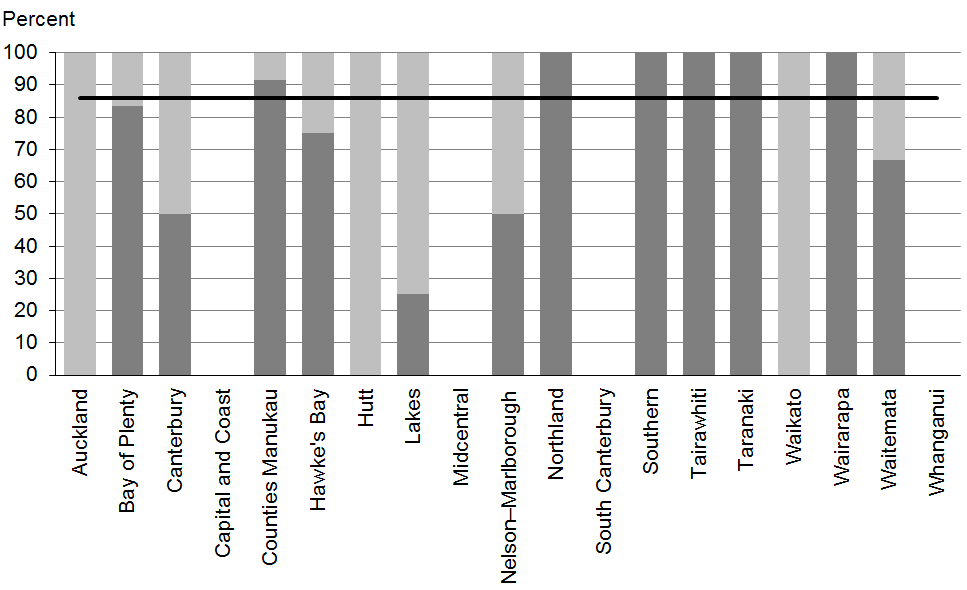 Percent
100
90
80
70
60
50
40
30
20
10
0
Auckland
Bay of Plenty
Canterbury
Capital and Coast
Counties Manukau
Hawke's Bay
Hutt
Lakes
Midcentral
Nelson–Marlborough
Northland
South Canterbury
Southern
Tairawhiti
Taranaki
Waikato
Wairarapa
Waitemata
Whanganui